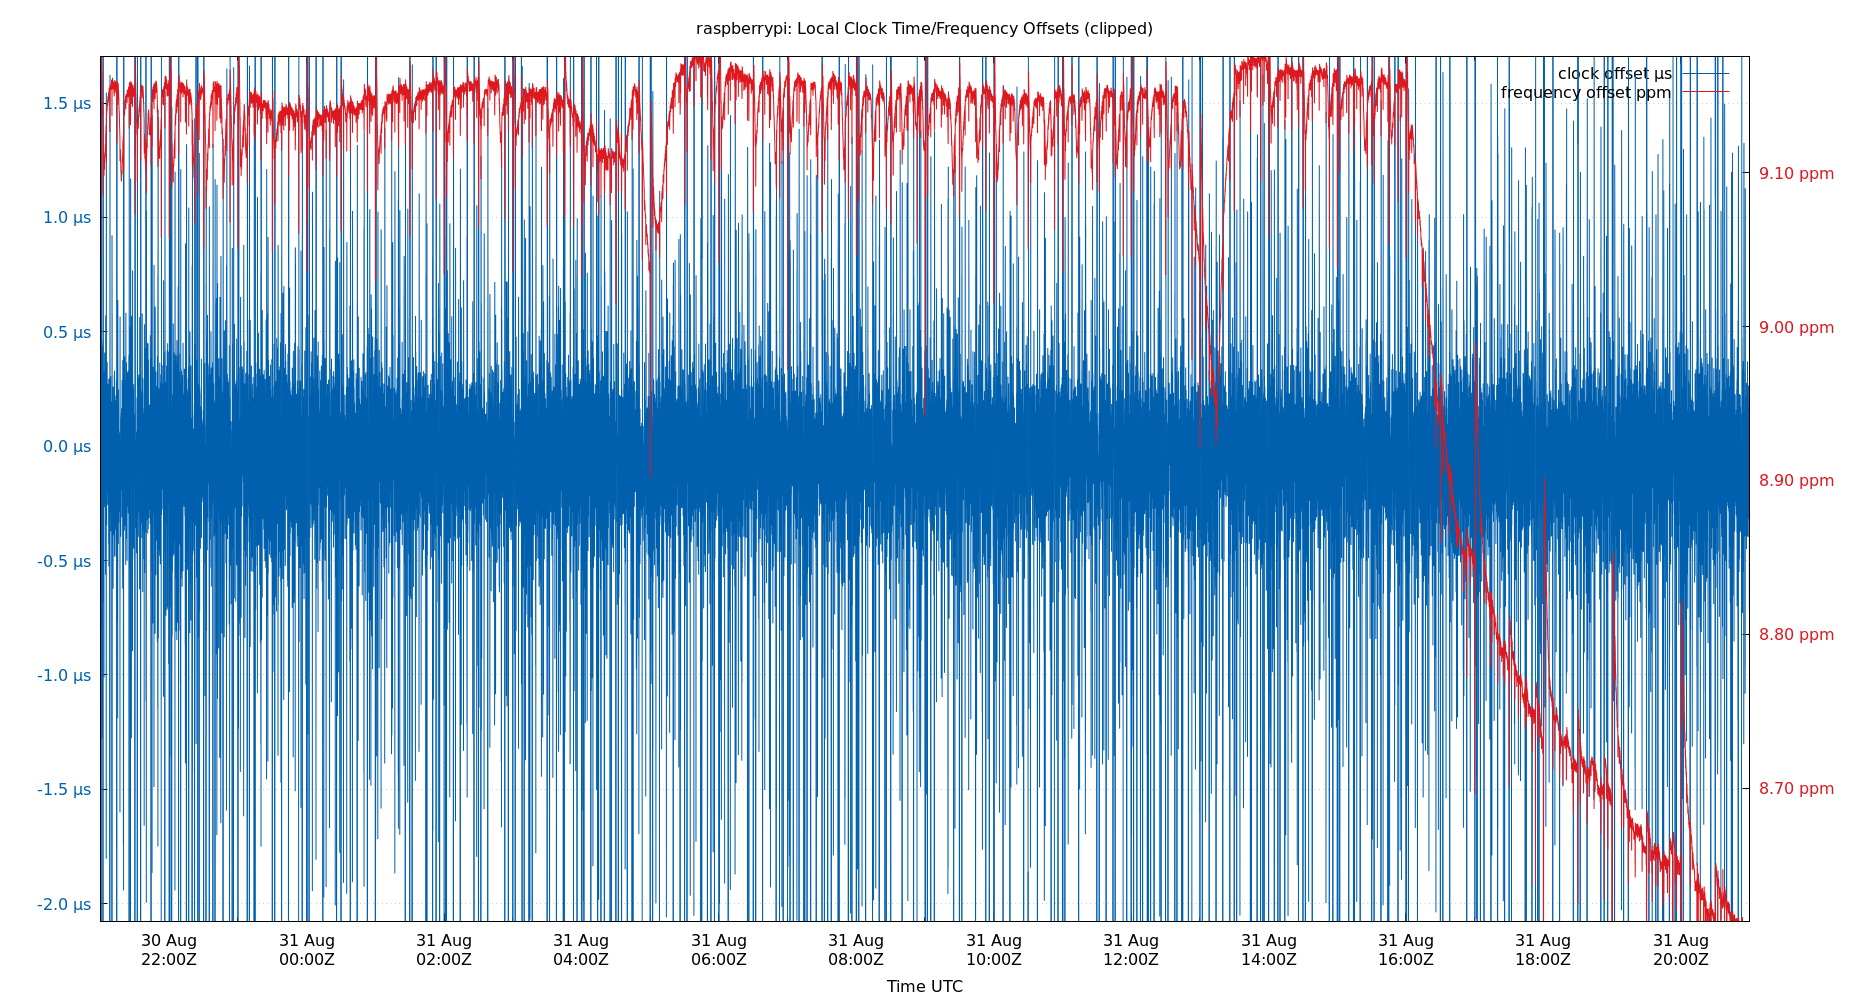 raspberrypi: Local Clock Time/Frequency Offsets (clipped)
clock offset μs
frequency offset ppm
1.5 μs
1.0 μs
0.5 μs
0.0 μs
-0.5 μs
-1.0 μs
-1.5 μs
-2.0 μs
9.10 ppm
9.00 ppm
8.90 ppm
8.80 ppm
8.70 ppm
30 Aug 31 Aug 31 Aug 31 Aug 31 Aug 31 Aug 31 Aug 31 Aug 31 Aug 31 Aug 31 Aug 31 Aug
22:00Z 00:00Z 02:00Z 04:00Z 06:00Z 08:00Z 10:00Z 12:00Z 14:00Z 16:00Z 18:00Z 20:00Z
Time UTC